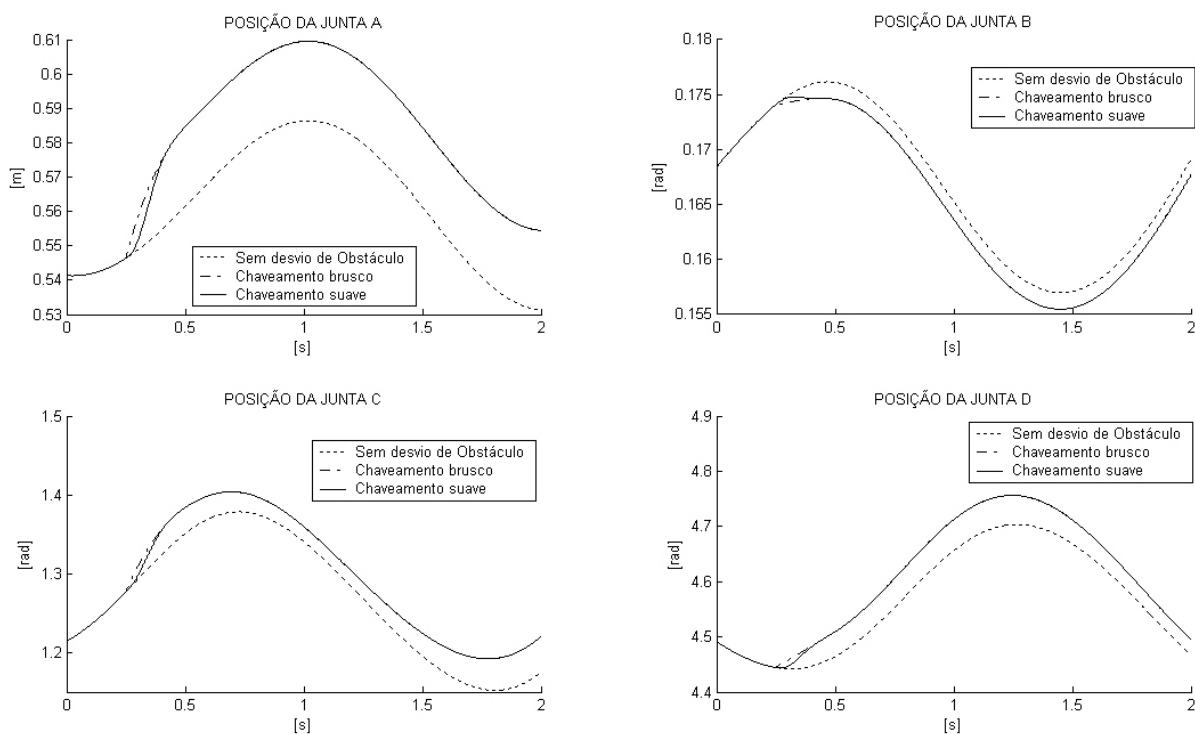 POSIÇÃO DA JUNTA A
0.61
0.6
0.59
0.58
0.57
0.56
0.55
0.54
0.53
[m]
Sem desvio de Obstáculo
Chaveamento brusco
Chaveamento suave
0 0.5 1 1.5 2
[s]
POSIÇÃO DA JUNTA B
0.18
0.175
0.17
0.165
0.16
0.155
[rad]
Sem desvio de Obstáculo
Chaveamento brusco
Chaveamento suave
0 0.5 1 1.5 2
[s]
POSIÇÃO DA JUNTA C
1.5
1.4
1.3
1.2
[rad]
Sem desvio de Obstáculo
Chaveamento brusco
Chaveamento suave
0 0.5 1 1.5 2
[s]
POSIÇÃO DA JUNTA D
4.9
4.8
4.7
4.6
4.5
4.4
[rad]
Sem desvio de Obstáculo
Chaveamento brusco
Chaveamento suave
0 0.5 1 1.5 2
[s]